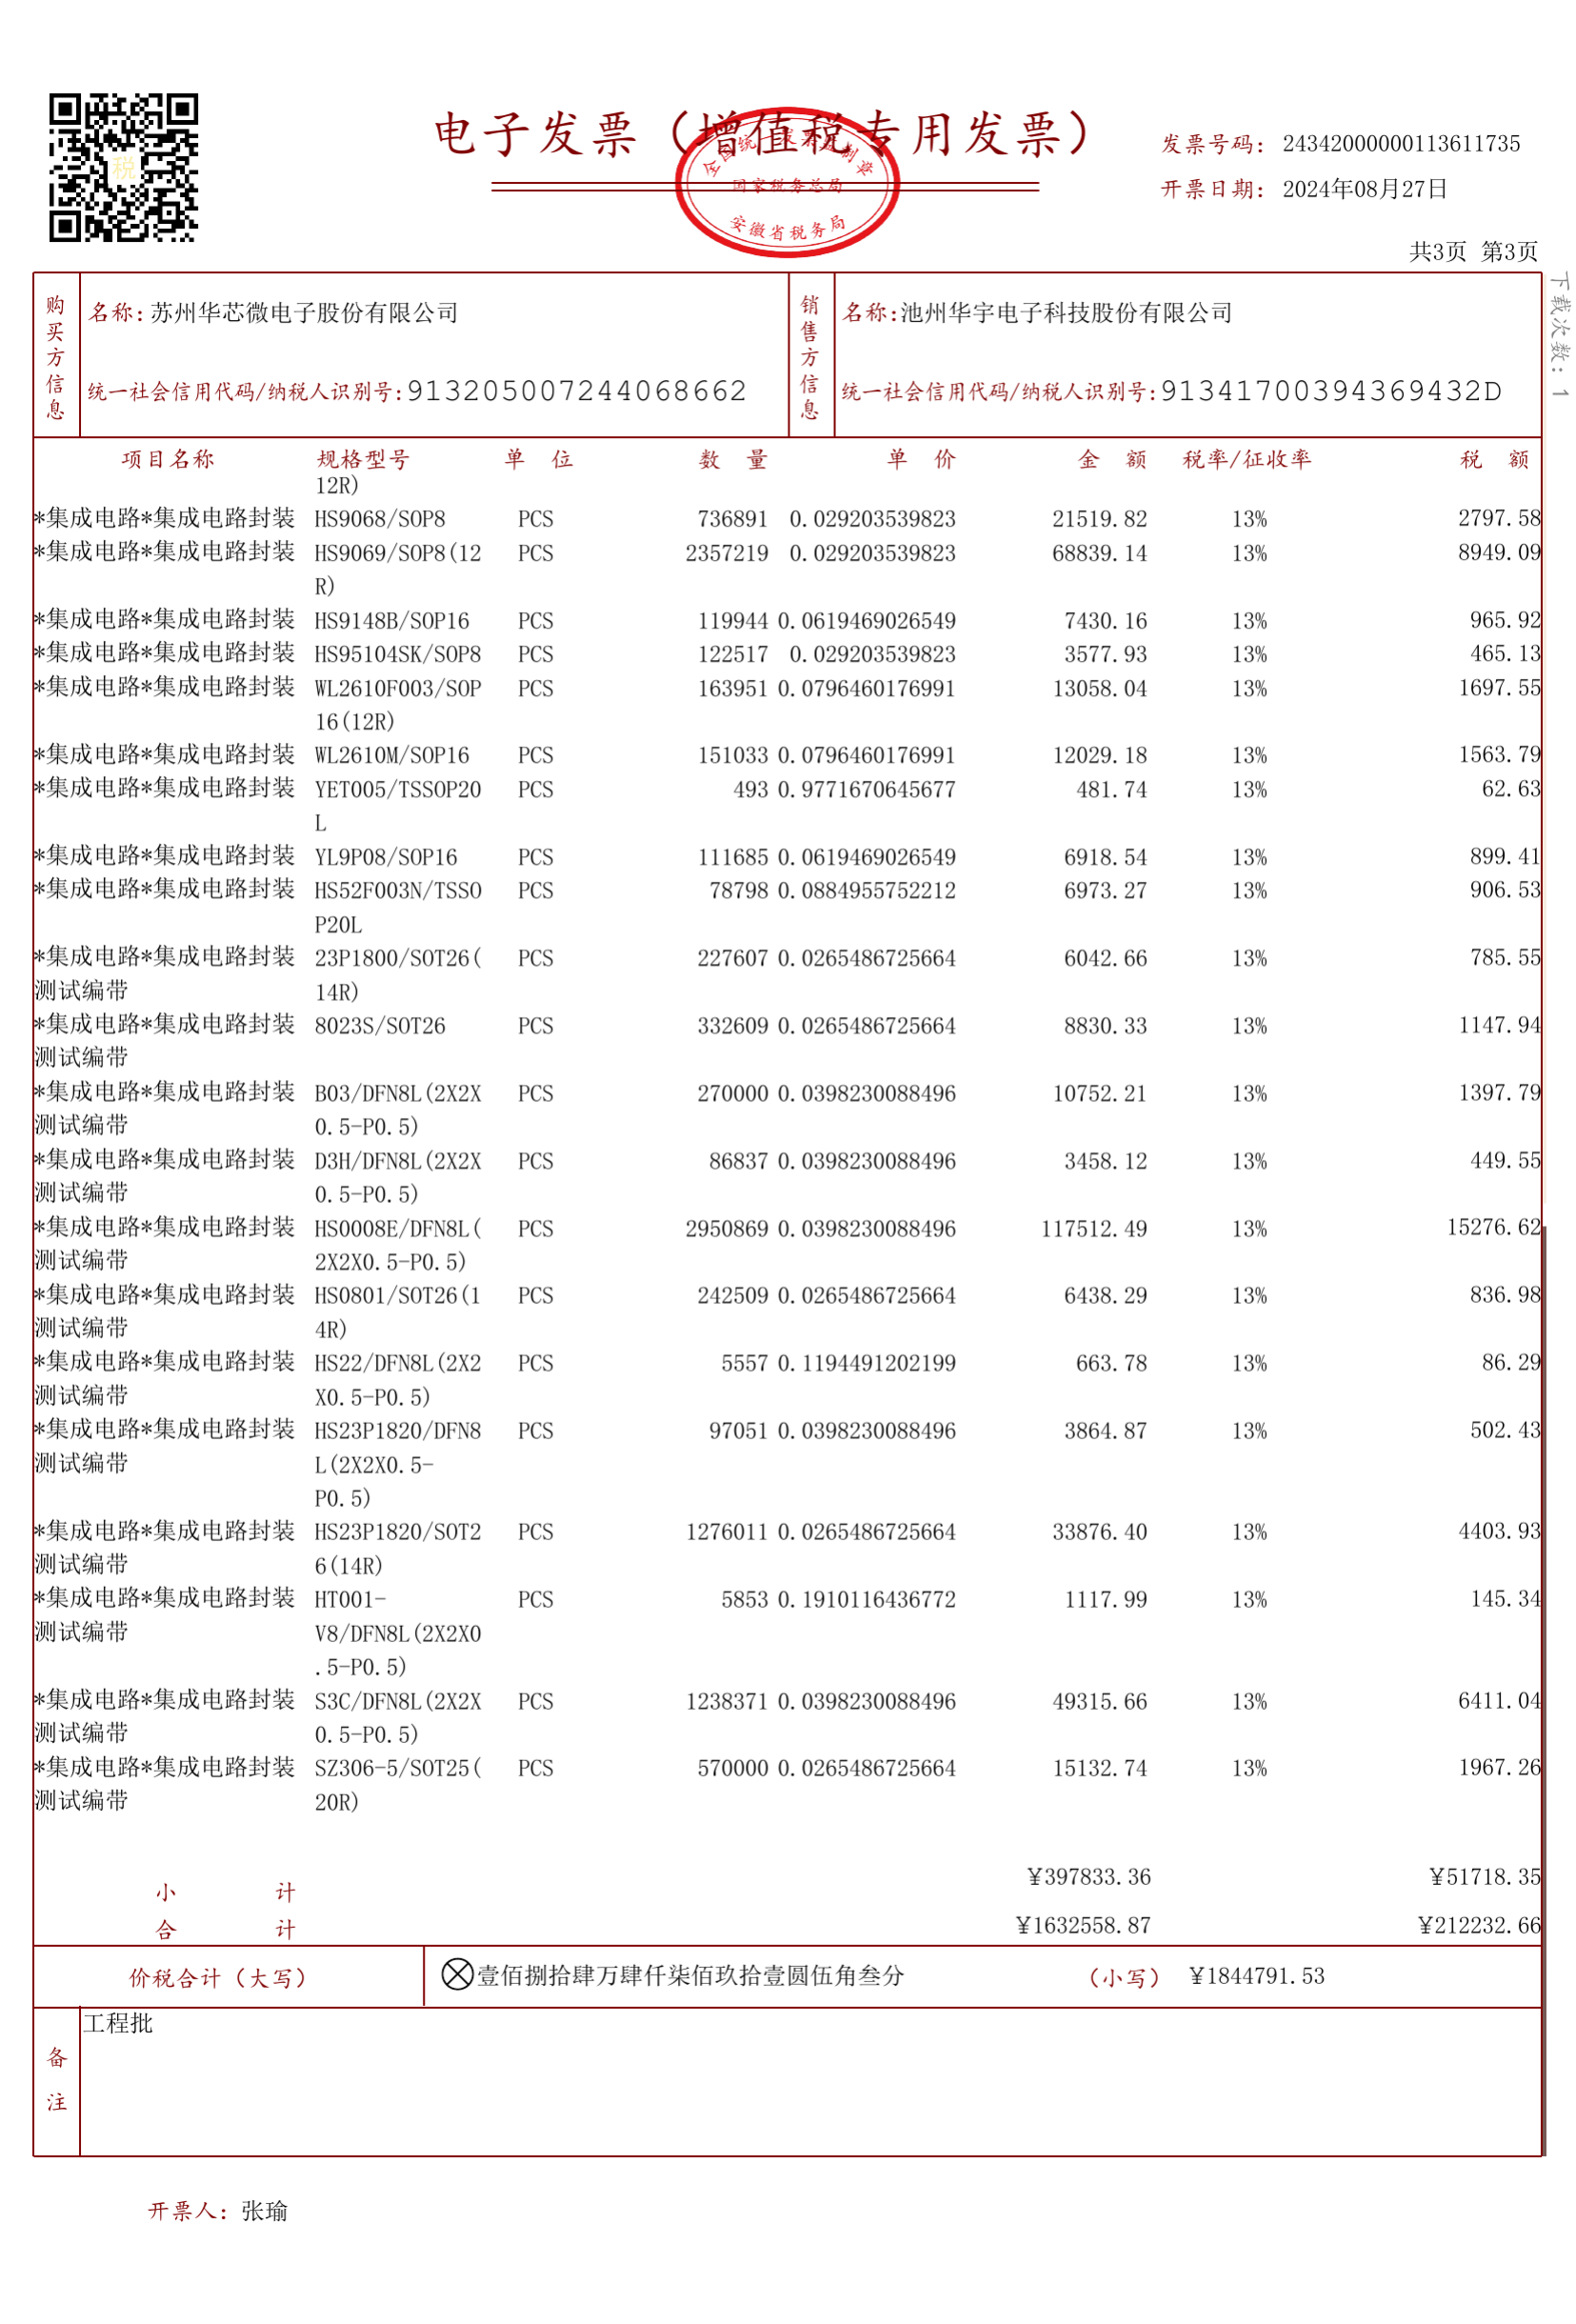 电子发票（增值税专用发票）
全国统一发票监制章
国家税务总局
安徽省税务局
税
发票号码：24342000000113611735
开票日期：2024年08月27日
共3页 第3页
下载次数：1
购买方信息
名称：苏州华芯微电子股份有限公司
统一社会信用代码/纳税人识别号：913205007244068662
销售方信息
名称：池州华宇电子科技股份有限公司
统一社会信用代码/纳税人识别号：91341700394369432D
项目名称 规格型号 单 位 数 量 单 价 金 额 税率/征收率 税 额
12R)
*集成电路*集成电路封装 HS9068/SOP8 PCS 736891 0.029203539823 21519.82 13% 2797.58
*集成电路*集成电路封装 HS9069/SOP8(12 PCS 2357219 0.029203539823 68839.14 13% 8949.09
R)
*集成电路*集成电路封装 HS9148B/SOP16 PCS 119944 0.0619469026549 7430.16 13% 965.92
*集成电路*集成电路封装 HS95104SK/SOP8 PCS 122517 0.029203539823 3577.93 13% 465.13
*集成电路*集成电路封装 WL2610F003/SOP PCS 163951 0.0796460176991 13058.04 13% 1697.55
16(12R)
*集成电路*集成电路封装 WL2610M/SOP16 PCS 151033 0.0796460176991 12029.18 13% 1563.79
*集成电路*集成电路封装 YET005/TSSOP20 PCS 493 0.9771670645677 481.74 13% 62.63
L
*集成电路*集成电路封装 YL9P08/SOP16 PCS 111685 0.0619469026549 6918.54 13% 899.41
*集成电路*集成电路封装 HS52F003N/TSSO PCS 78798 0.0884955752212 6973.27 13% 906.53
P20L
*集成电路*集成电路封装 23P1800/SOT26( PCS 227607 0.0265486725664 6042.66 13% 785.55
测试编带 14R)
*集成电路*集成电路封装 8023S/SOT26 PCS 332609 0.0265486725664 8830.33 13% 1147.94
测试编带
*集成电路*集成电路封装 B03/DFN8L(2X2X PCS 270000 0.0398230088496 10752.21 13% 1397.79
测试编带 0.5-P0.5)
*集成电路*集成电路封装 D3H/DFN8L(2X2X PCS 86837 0.0398230088496 3458.12 13% 449.55
测试编带 0.5-P0.5)
*集成电路*集成电路封装 HS0008E/DFN8L( PCS 2950869 0.0398230088496 117512.49 13% 15276.62
测试编带 2X2X0.5-P0.5)
*集成电路*集成电路封装 HS0801/SOT26(1 PCS 242509 0.0265486725664 6438.29 13% 836.98
测试编带 4R)
*集成电路*集成电路封装 HS22/DFN8L(2X2 PCS 5557 0.1194491202199 663.78 13% 86.29
测试编带 X0.5-P0.5)
*集成电路*集成电路封装 HS23P1820/DFN8 PCS 97051 0.0398230088496 3864.87 13% 502.43
测试编带 L(2X2X0.5-
P0.5)
*集成电路*集成电路封装 HS23P1820/SOT2 PCS 1276011 0.0265486725664 33876.40 13% 4403.93
测试编带 6(14R)
*集成电路*集成电路封装 HT001- PCS 5853 0.1910116436772 1117.99 13% 145.34
测试编带 V8/DFN8L(2X2X0
.5-P0.5)
*集成电路*集成电路封装 S3C/DFN8L(2X2X PCS 1238371 0.0398230088496 49315.66 13% 6411.04
测试编带 0.5-P0.5)
*集成电路*集成电路封装 SZ306-5/SOT25( PCS 570000 0.0265486725664 15132.74 13% 1967.26
测试编带 20R)
小 计 ¥397833.36 ¥51718.35
合 计 ¥1632558.87 ¥212232.66
价税合计（大写） 壹佰捌拾肆万肆仟柒佰玖拾壹圆伍角叁分 （小写） ¥1844791.53
备注
工程批
开票人：张瑜